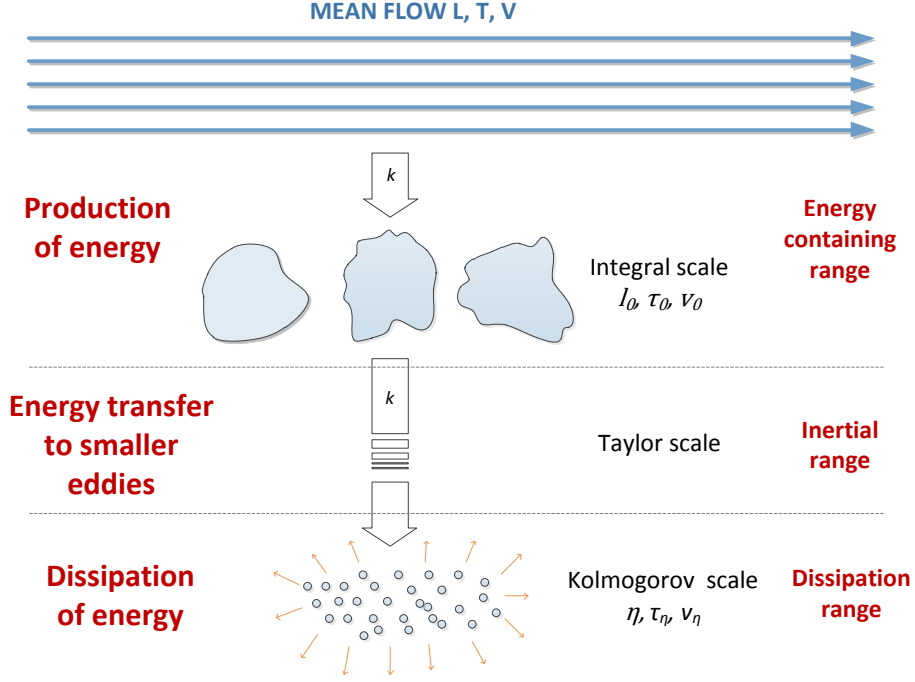 MEAN FLOW L, T, V
k
Production
of energy
Integral scale
l₀, τ₀, v₀
Energy
containing
range
k
Energy transfer
to smaller
eddies
Taylor scale
Inertial
range
Dissipation
of energy
Kolmogorov scale
η, τη, vη
Dissipation
range